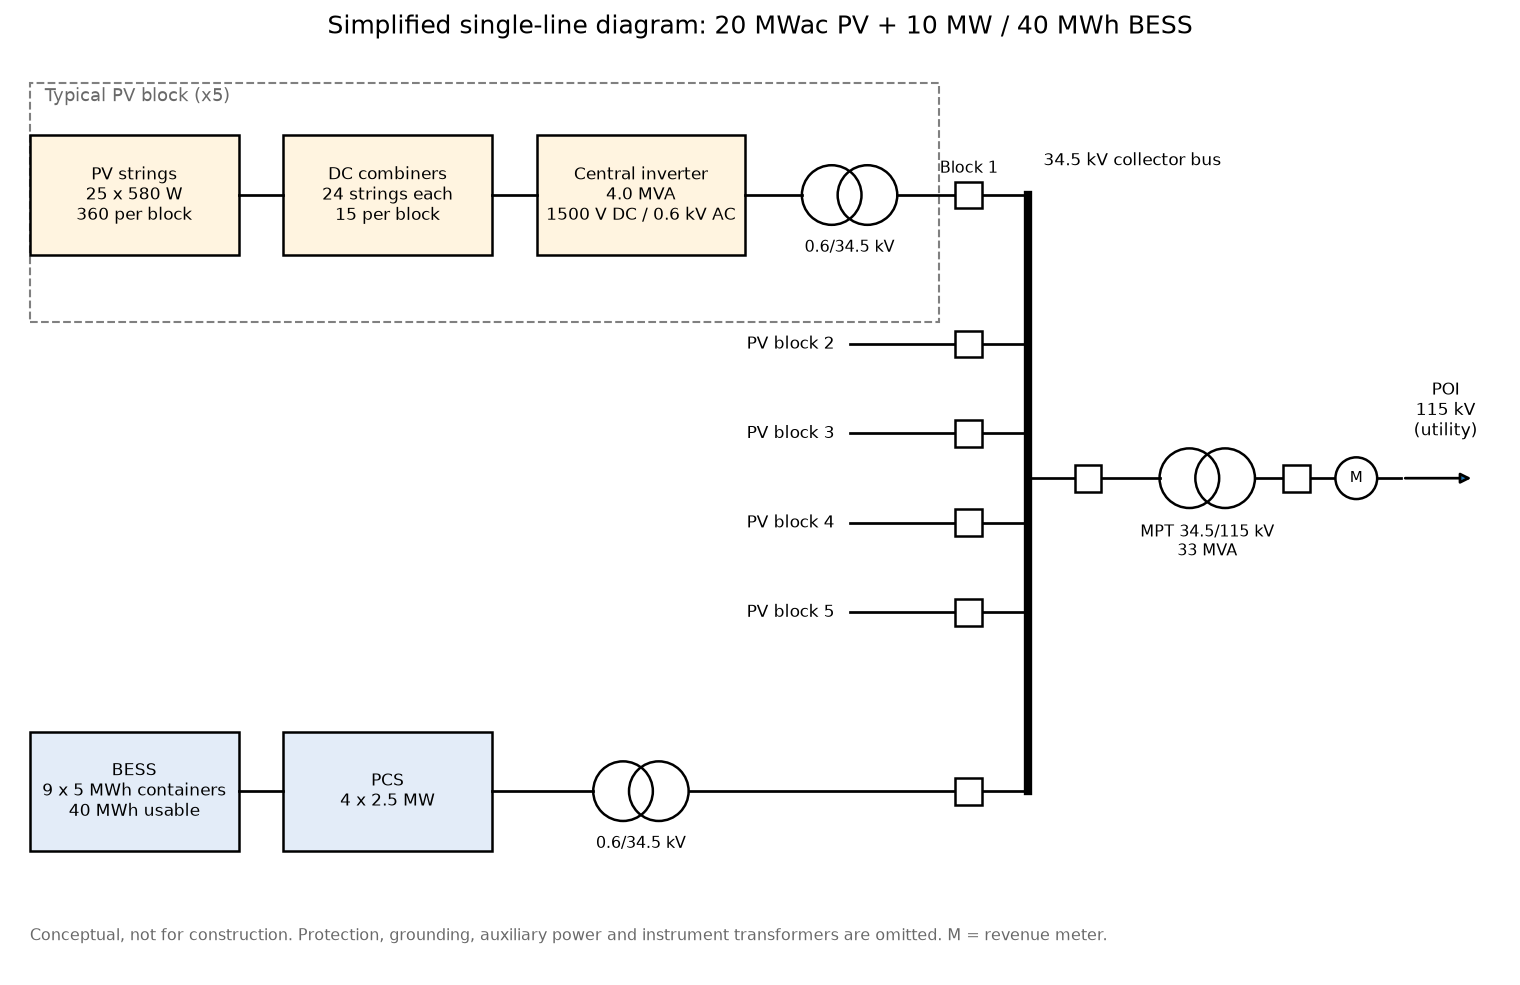 Simplified single-line diagram: 20 MWac PV + 10 MW / 40 MWh BESS
Typical PV block (x5)
PV strings
25 x 580 W
360 per block
DC combiners
24 strings each
15 per block
Central inverter
4.0 MVA
1500 V DC / 0.6 kV AC
0.6/34.5 kV
Block 1
34.5 kV collector bus
PV block 2
PV block 3
PV block 4
PV block 5
POI
115 kV
(utility)
M
MPT 34.5/115 kV
33 MVA
BESS
9 x 5 MWh containers
40 MWh usable
PCS
4 x 2.5 MW
0.6/34.5 kV
Conceptual, not for construction. Protection, grounding, auxiliary power and instrument transformers are omitted. M = revenue meter.